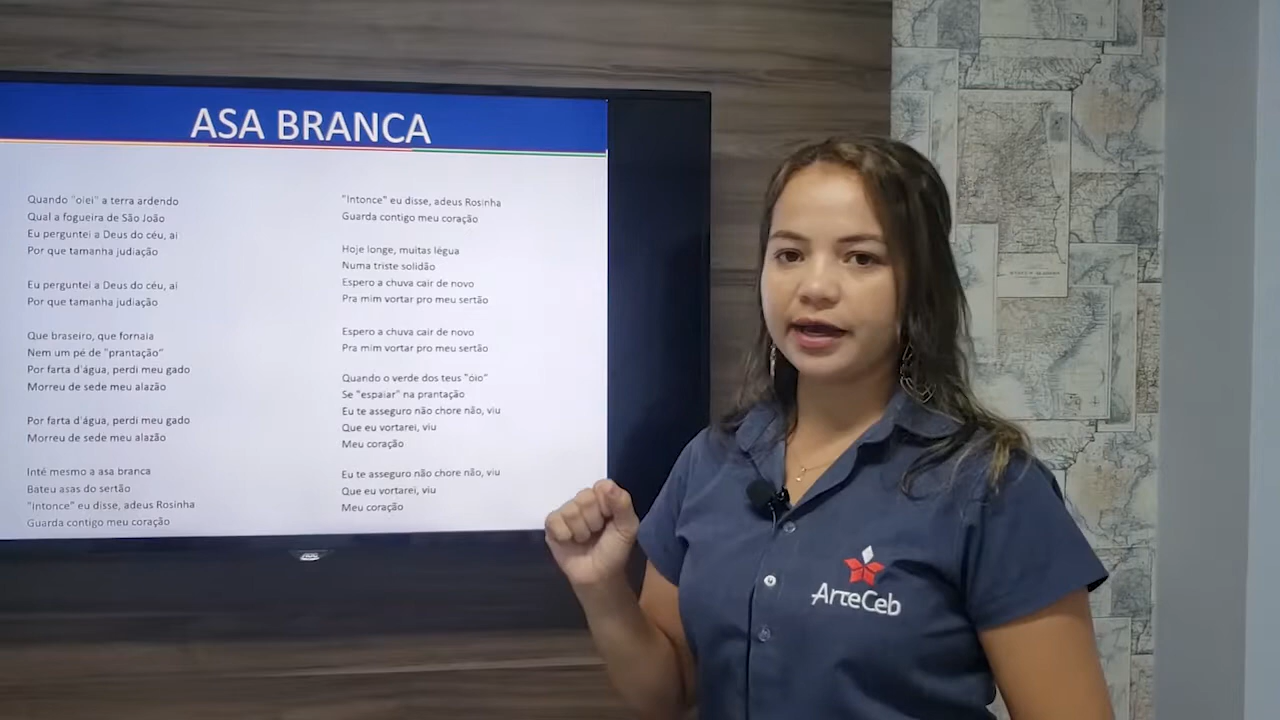 ASA BRANCA
Quando "olei" a terra ardendo
Qual a fogueira de São João
Eu perguntei a Deus do céu, ai
Por que tamanha judiação
Eu perguntei a Deus do céu, ai
Por que tamanha judiação
Que braseiro, que fornaia
Nem um pé de "prantação"
Por farta d'água, perdi meu gado
Morreu de sede meu alazão
Por farta d'água, perdi meu gado
Morreu de sede meu alazão
Inté mesmo a asa branca
Bateu asas do sertão
"Intonce" eu disse, adeus Rosinha
Guarda contigo meu coração
"Intonce" eu disse, adeus Rosinha
Guarda contigo meu coração
Hoje longe, muitas légua
Numa triste solidão
Espero a chuva cair de novo
Pra mim vortar pro meu sertão
Espero a chuva cair de novo
Pra mim vortar pro meu sertão
Quando o verde dos teus "óio"
Se "espaiar" na prantação
Eu te asseguro não chore não, viu
Que eu vortarei, viu
Meu coração
Eu te asseguro não chore não, viu
Que eu vortarei, viu
Meu coração
AOC
ArteCeb